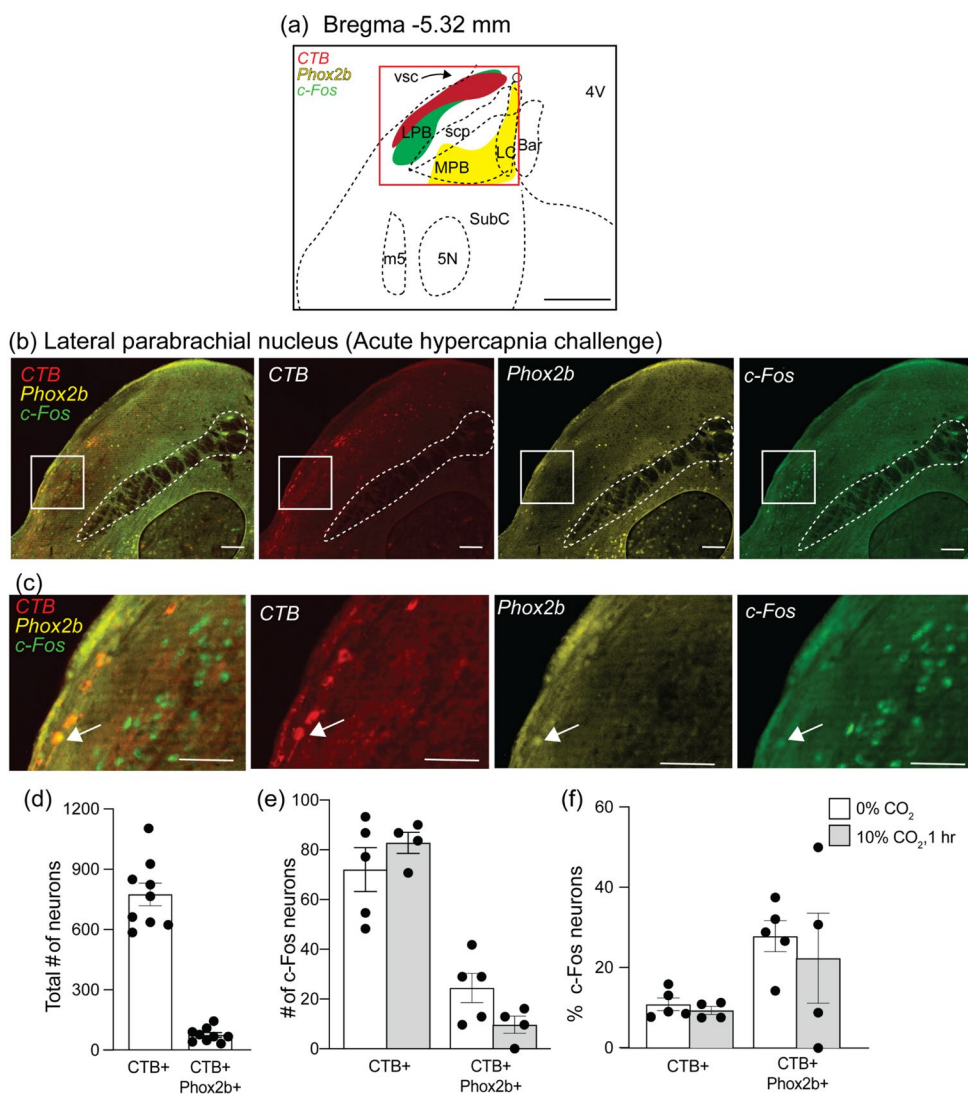 (a) Bregma -5.32 mm
CTB
Phox2b
c-Fos
vsc
4V
LPB
scp
LC
Bar
MPB
SubC
m5
5N
(b) Lateral parabrachial nucleus (Acute hypercapnia challenge)
CTB
Phox2b
c-Fos
CTB
Phox2b
c-Fos
(c)
CTB
Phox2b
c-Fos
CTB
Phox2b
c-Fos
(d)
Total # of neurons
1200
900
600
300
0
CTB+
CTB+
Phox2b+
(e)
# of c-Fos neurons
100
80
60
40
20
0
CTB+
CTB+
Phox2b+
(f)
% c-Fos neurons
60
40
20
0
CTB+
CTB+
Phox2b+
0% CO₂
10% CO₂,1 hr